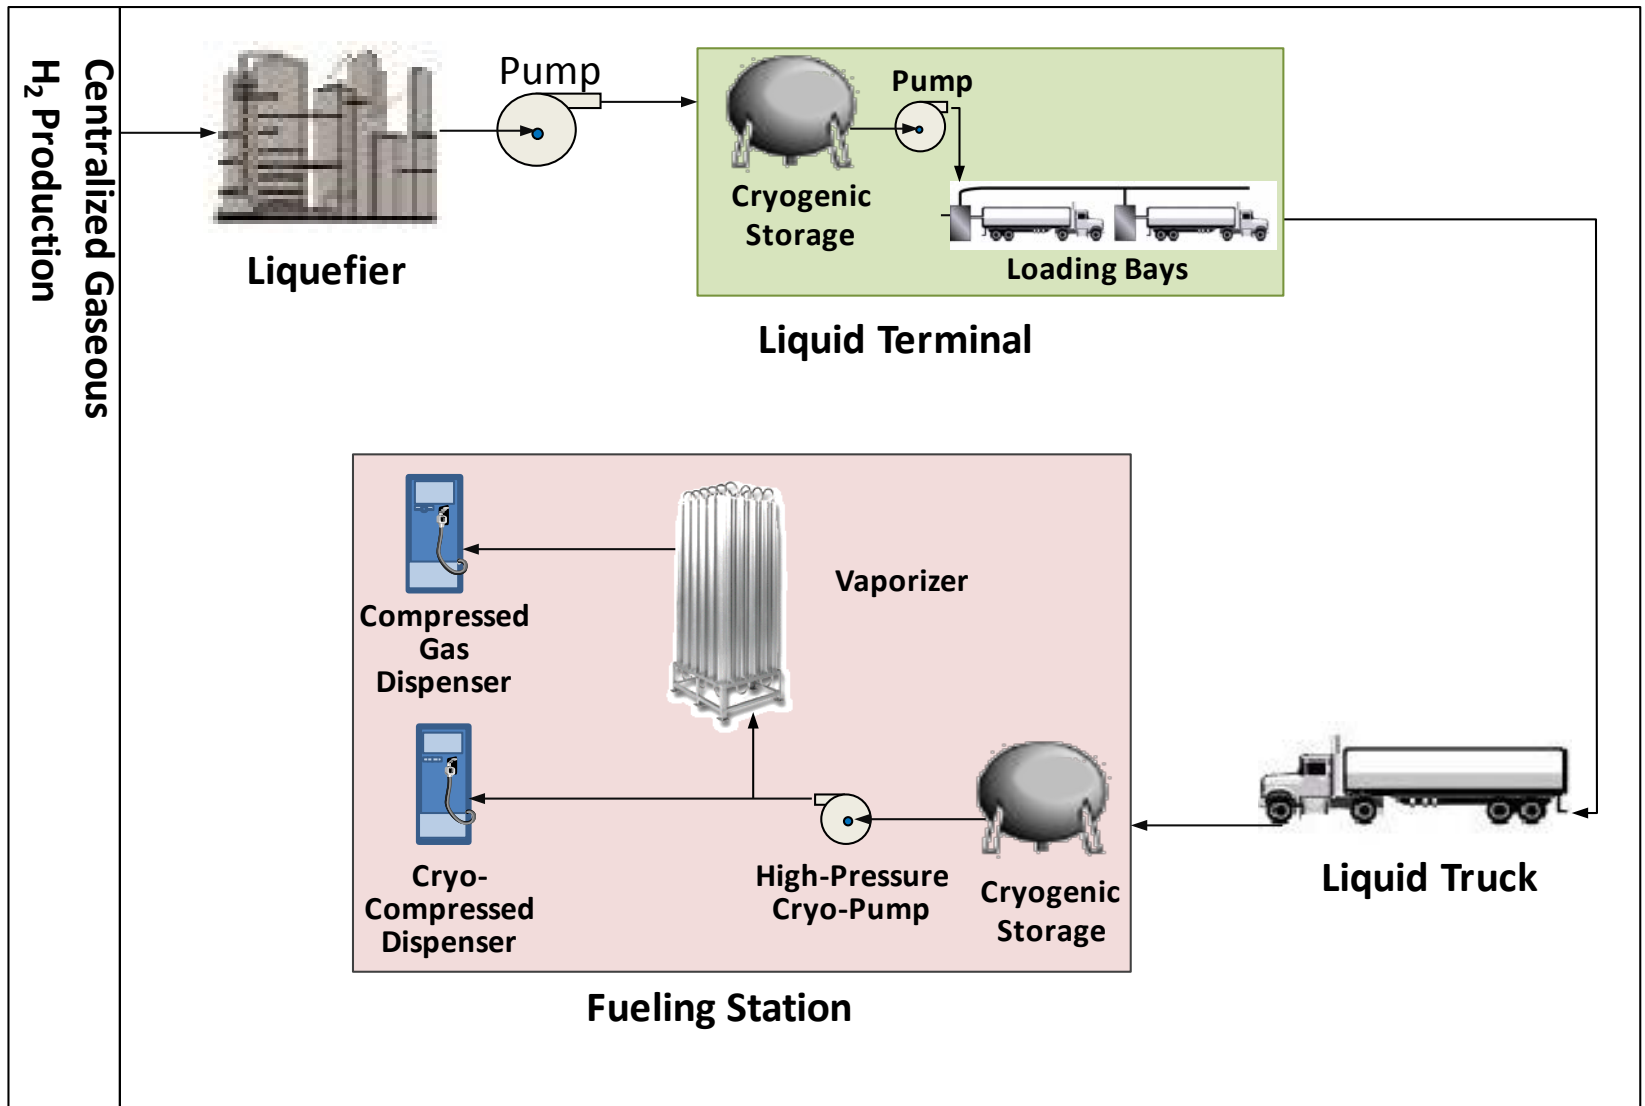 Centralized Gaseous
H₂ Production
Pump
Liquefier
Pump
Cryogenic
Storage
Loading Bays
Liquid Terminal
Vaporizer
Compressed
Gas
Dispenser
Cryo-
Compressed
Dispenser
High-Pressure
Cryo-Pump
Cryogenic
Storage
Liquid Truck
Fueling Station